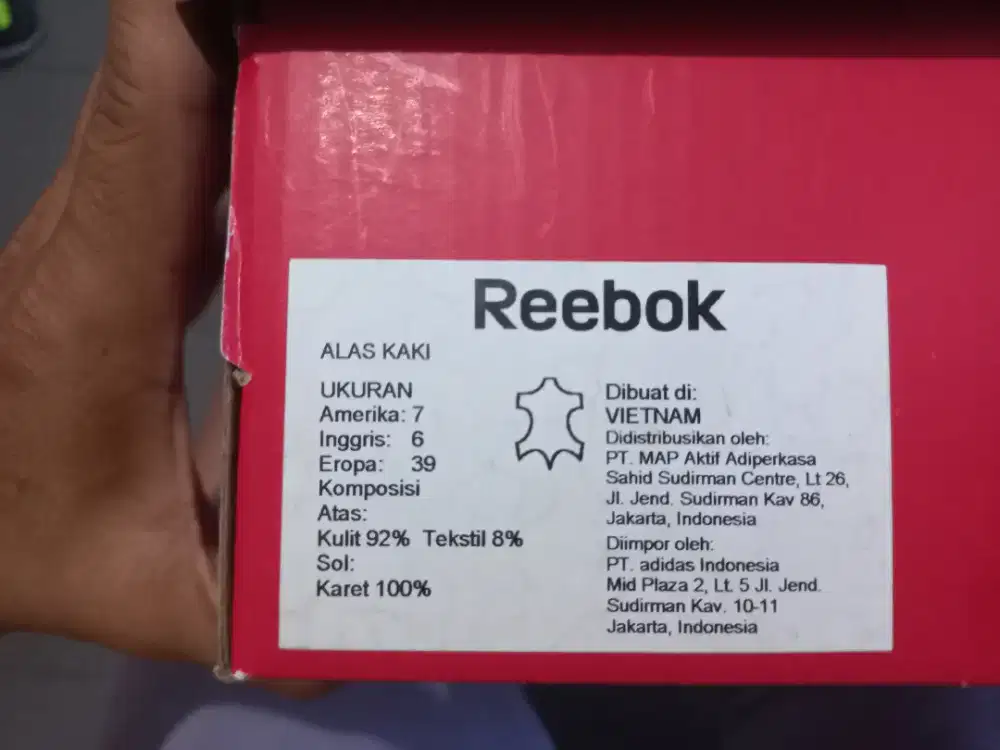 Reebok
ALAS KAKI
UKURAN
Amerika: 7
Inggris: 6
Eropa: 39
Komposisi
Atas:
Kulit 92% Tekstil 8%
Sol:
Karet 100%
Dibuat di:
VIETNAM
Didistribusikan oleh:
PT. MAP Aktif Adiperkasa
Sahid Sudirman Centre, Lt 26,
Jl. Jend. Sudirman Kav 86,
Jakarta, Indonesia
Diimpor oleh:
PT. adidas Indonesia
Mid Plaza 2, Lt. 5 Jl. Jend.
Sudirman Kav. 10-11
Jakarta, Indonesia